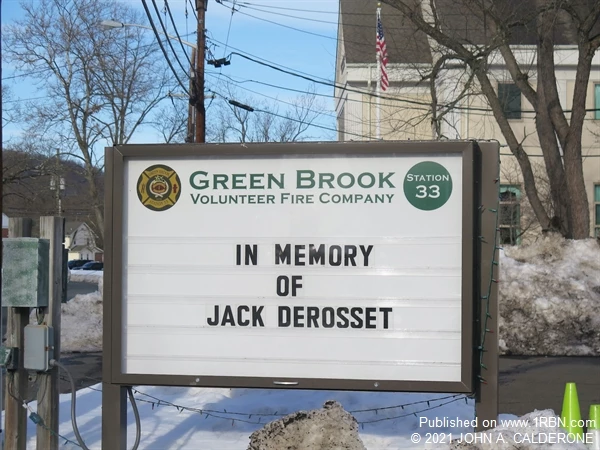 GREEN BROOK
VOLUNTEER FIRE COMPANY
STATION
33
IN MEMORY
OF
JACK DEROSSET
Published on www.1RBN.com
© 2021 JOHN A. CALDERONE